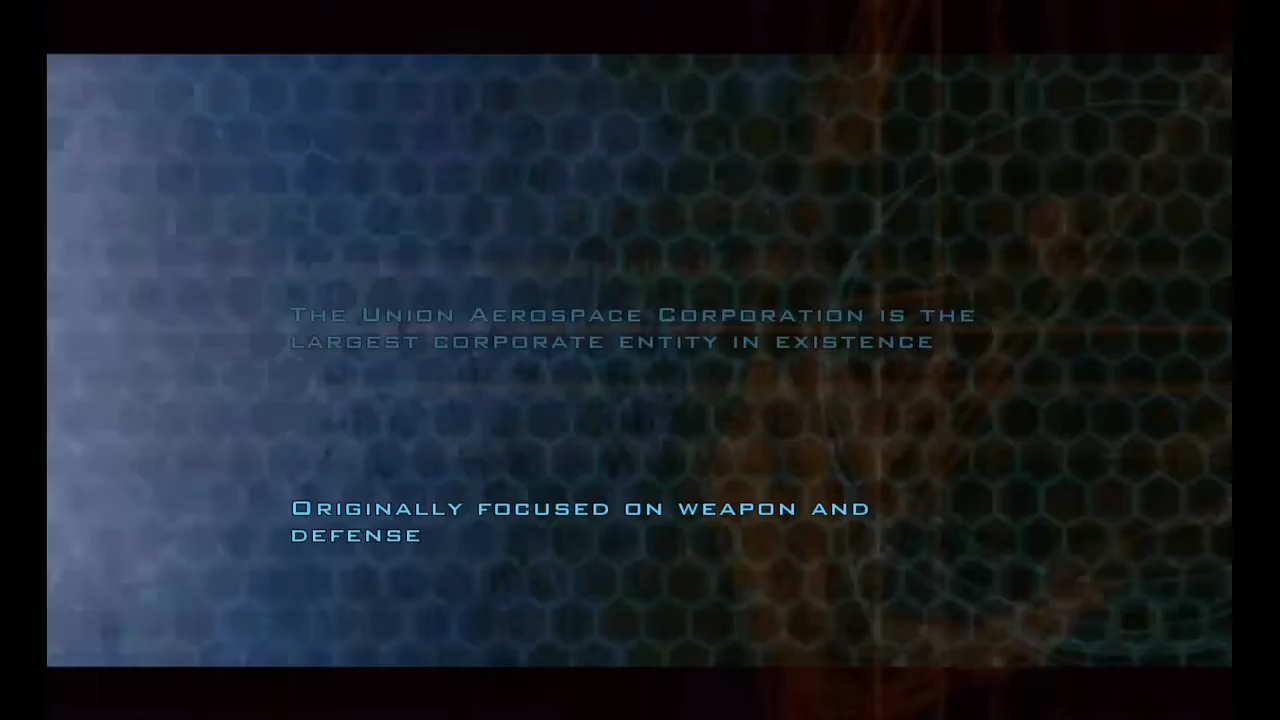 The Union Aerospace Corporation is the
largest corporate entity in existence
Originally focused on weapon and
defense